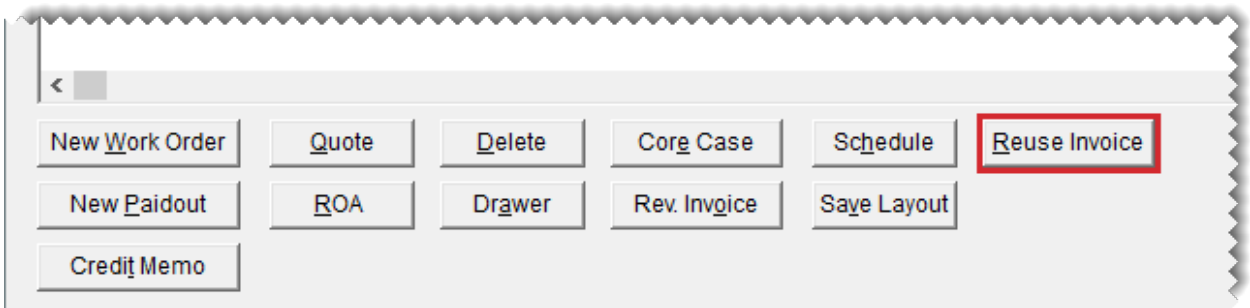 New Work Order Quote Delete Core Case Schedule Reuse Invoice
New Paidout ROA Drawer Rev. Invoice Save Layout
Credit Memo